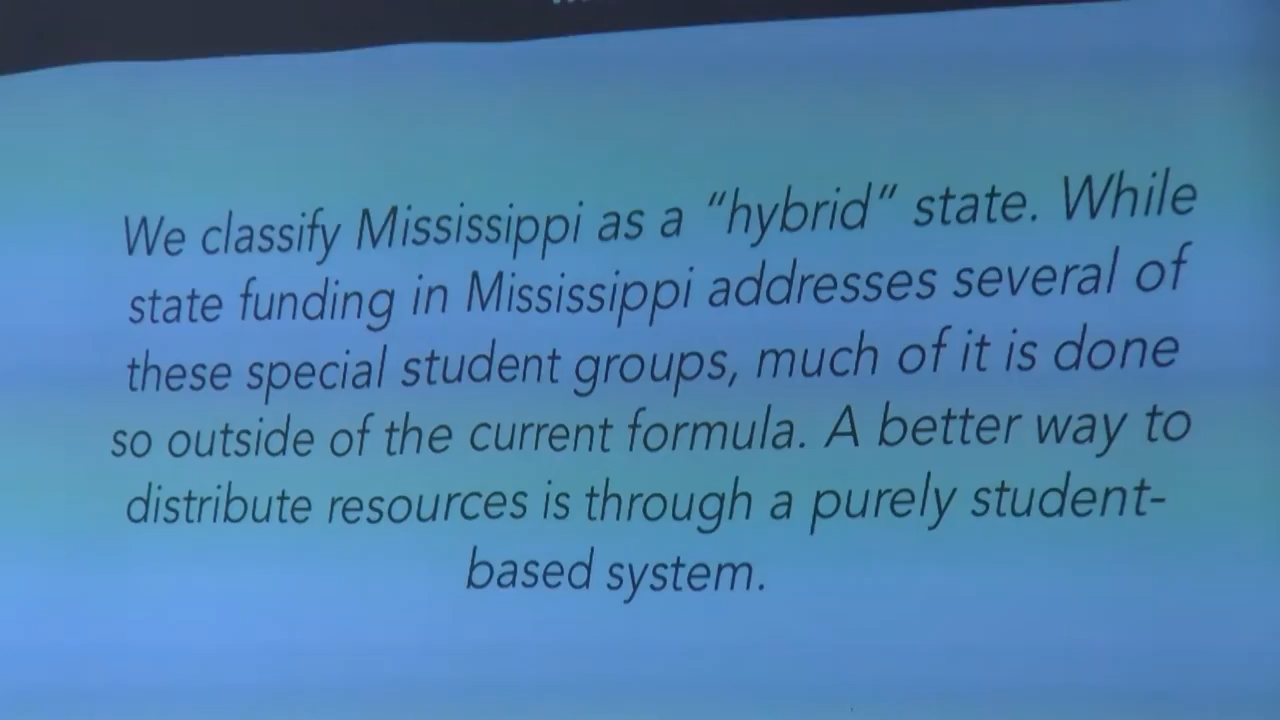 We classify Mississippi as a “hybrid” state. While
state funding in Mississippi addresses several of
these special student groups, much of it is done
so outside of the current formula. A better way to
distribute resources is through a purely student-
based system.